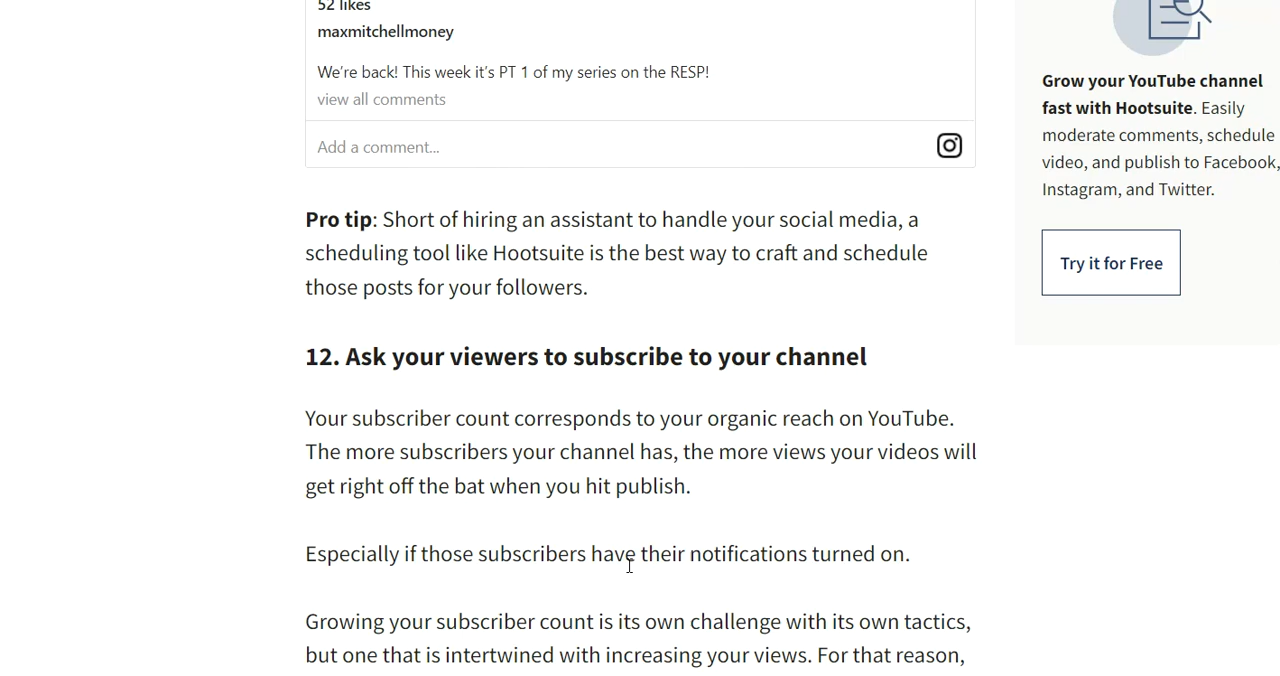 52 likes
maxmitchellmoney
We're back! This week it's PT 1 of my series on the RESP!
view all comments
Add a comment...
Pro tip: Short of hiring an assistant to handle your social media, a
scheduling tool like Hootsuite is the best way to craft and schedule
those posts for your followers.
12. Ask your viewers to subscribe to your channel
Your subscriber count corresponds to your organic reach on YouTube.
The more subscribers your channel has, the more views your videos will
get right off the bat when you hit publish.
Especially if those subscribers have their notifications turned on.
Growing your subscriber count is its own challenge with its own tactics,
but one that is intertwined with increasing your views. For that reason,
Grow your YouTube channel
fast with Hootsuite. Easily
moderate comments, schedule
video, and publish to Facebook,
Instagram, and Twitter.
Try it for Free